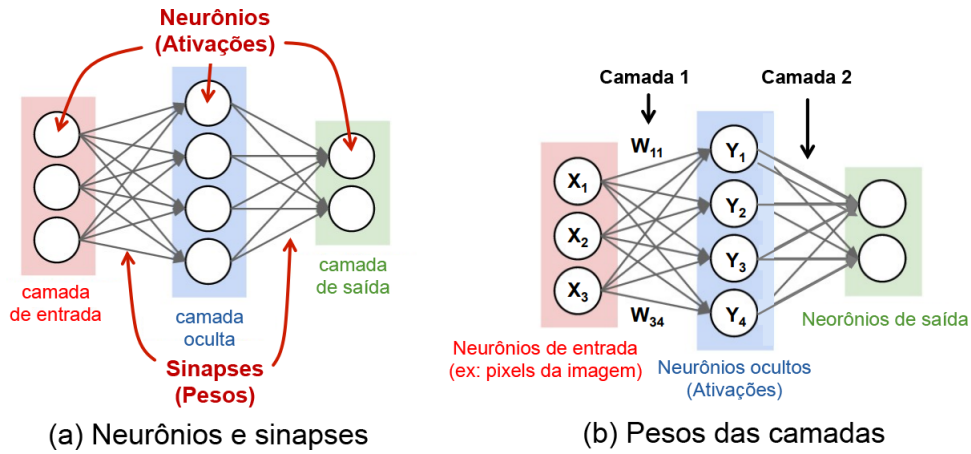 Neurônios
(Ativações)
camada
de entrada
camada
oculta
camada
de saída
Sinapses
(Pesos)
(a) Neurônios e sinapses
Camada 1
Camada 2
W11
X1
X2
X3
W34
Y1
Y2
Y3
Y4
Neurônios de entrada
(ex: pixels da imagem)
Neurônios ocultos
(Ativações)
Neorônios de saída
(b) Pesos das camadas